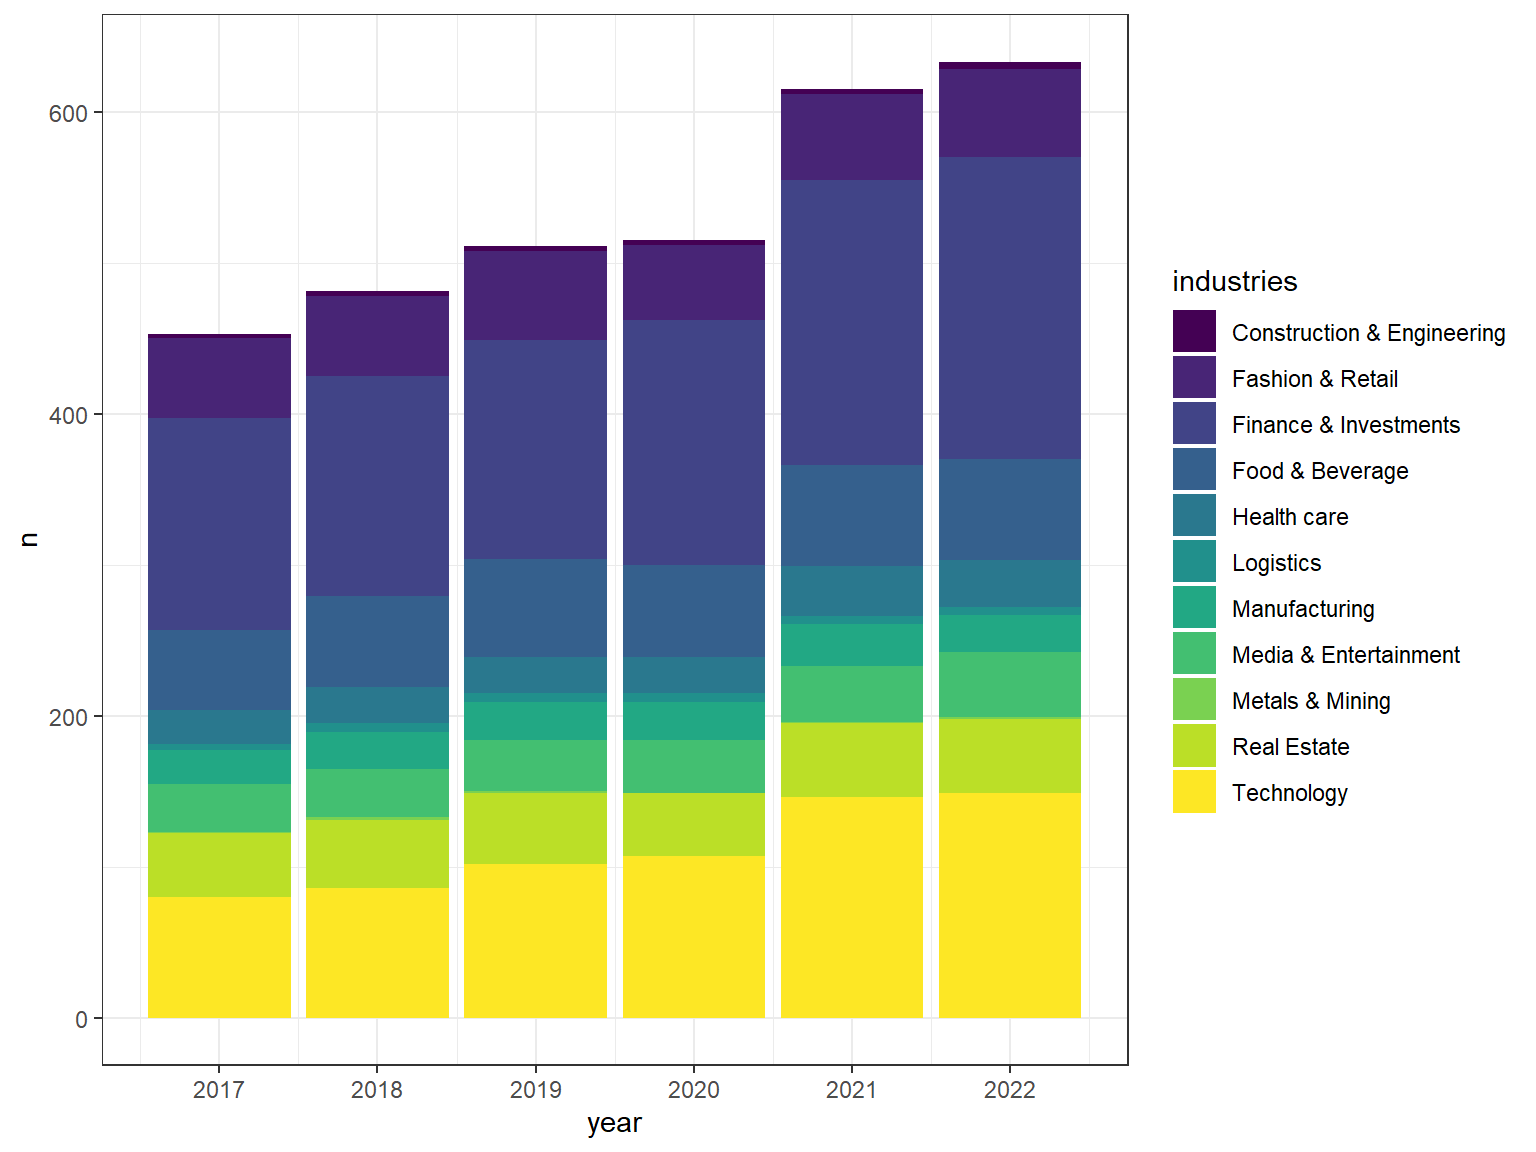 600
400
200
0
n
2017 2018 2019 2020 2021 2022
year
industries
Construction & Engineering
Fashion & Retail
Finance & Investments
Food & Beverage
Health care
Logistics
Manufacturing
Media & Entertainment
Metals & Mining
Real Estate
Technology